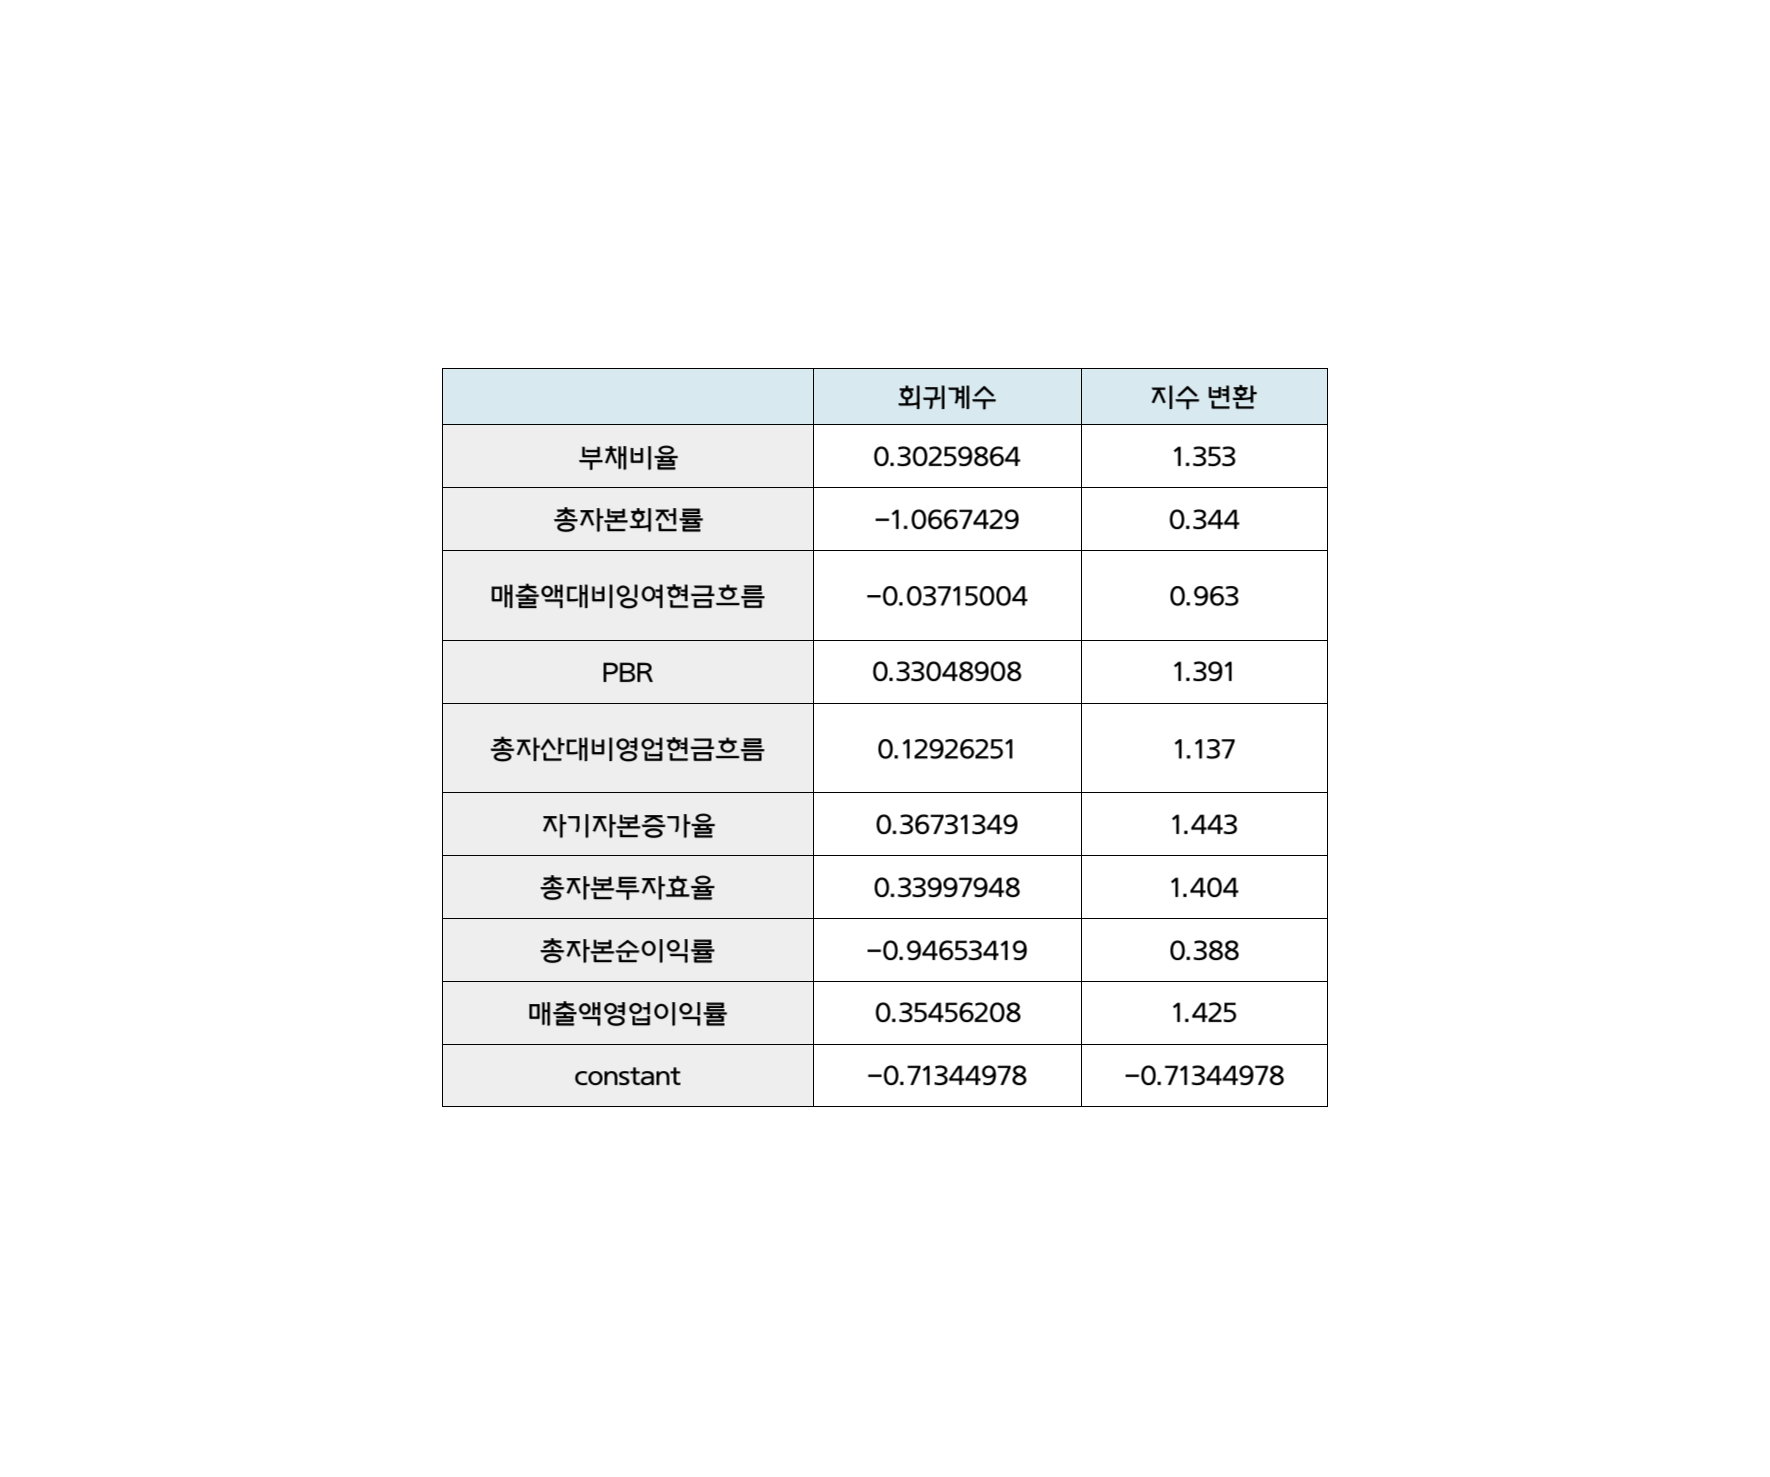 회귀계수 지수 변환
부채비율 0.30259864 1.353
총자본회전률 −1.0667429 0.344
매출액대비잉여현금흐름 −0.03715004 0.963
PBR 0.33048908 1.391
총자산대비영업현금흐름 0.12926251 1.137
자기자본증가율 0.36731349 1.443
총자본투자효율 0.33997948 1.404
총자본순이익률 −0.94653419 0.388
매출액영업이익률 0.35456208 1.425
constant −0.71344978 −0.71344978